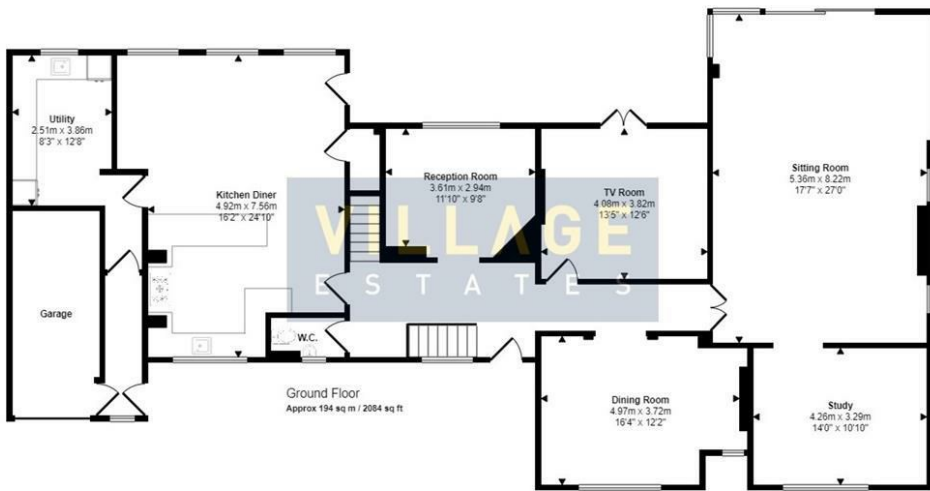 Utility
2.51m x 3.86m
8'3" x 12'8"
Kitchen Diner
4.92m x 7.56m
16'2" x 24'10"
Reception Room
3.61m x 2.94m
11'10" x 9'8"
TV Room
4.08m x 3.82m
13'5" x 12'6"
Sitting Room
5.36m x 8.22m
17'7" x 27'0"
VILLAGE
ESTATES
Garage
W.C.
Ground Floor
Approx 194 sq m / 2084 sq ft
Dining Room
4.97m x 3.72m
16'4" x 12'2"
Study
4.26m x 3.29m
14'0" x 10'10"